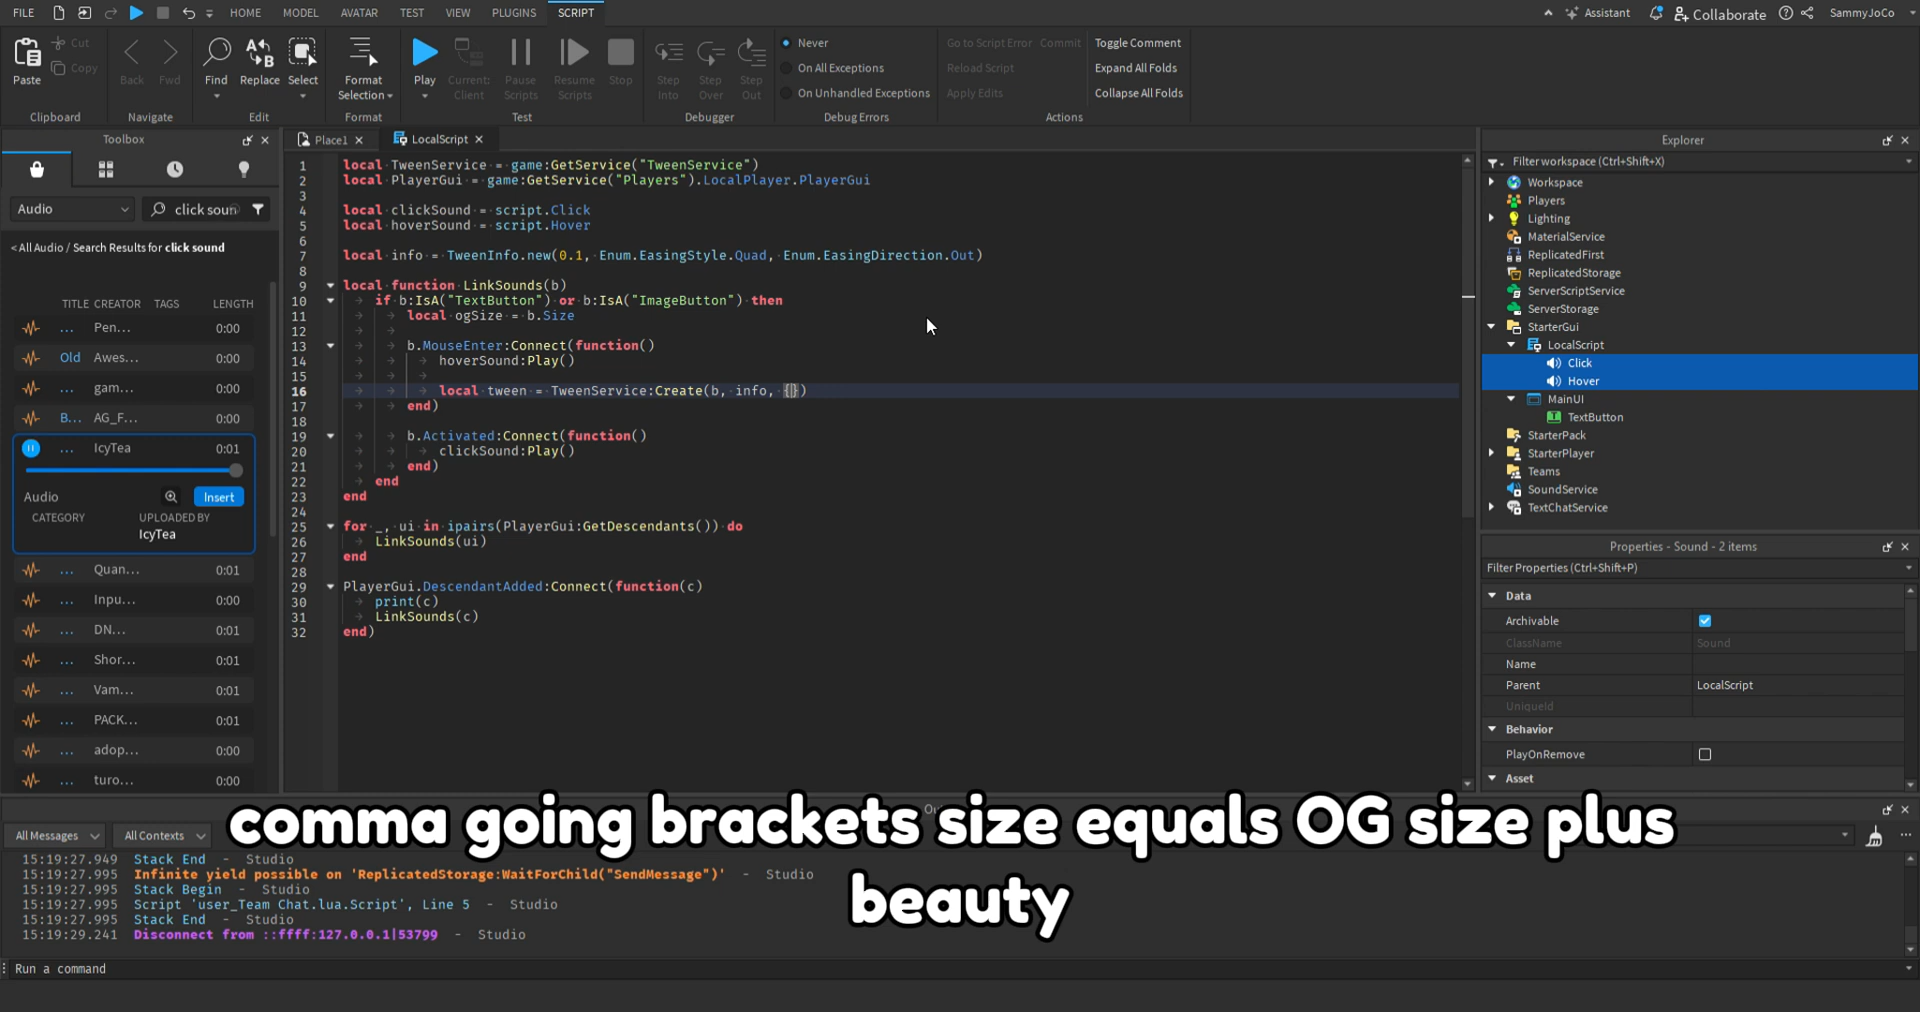 FILE
HOME
MODEL
AVATAR
TEST
VIEW
PLUGINS
SCRIPT
Assistant
Collaborate
SammyJoCo
Paste
Cut
Copy
Clipboard
Back
Fwd
Navigate
Find
Replace
Select
Edit
Format
Selection
Format
Play
Current:
Client
Pause
Scripts
Resume
Scripts
Stop
Test
Step
Into
Step
Over
Step
Out
Debugger
Never
On All Exceptions
On Unhandled Exceptions
Debug Errors
Go to Script Error
Commit
Reload Script
Apply Edits
Toggle Comment
Expand All Folds
Collapse All Folds
Actions
Toolbox
Audio
click soun
< All Audio / Search Results for click sound
TITLE CREATOR TAGS LENGTH
... Pen... 0:00
Old Awes... 0:00
... gam... 0:00
B... AG_F... 0:00
... IcyTea 0:01
Audio
Insert
CATEGORY UPLOADED BY
IcyTea
... Quan... 0:01
... Inpu... 0:00
... DN... 0:01
... Shor... 0:01
... Vam... 0:01
... PACK... 0:01
... adop... 0:00
... turo... 0:00
Place1
LocalScript
1 local TweenService = game:GetService("TweenService")
2 local PlayerGui = game:GetService("Players").LocalPlayer.PlayerGui
3
4 local clickSound = script.Click
5 local hoverSound = script.Hover
6
7 local info = TweenInfo.new(0.1, Enum.EasingStyle.Quad, Enum.EasingDirection.Out)
8
9 local function LinkSounds(b)
10 if b:IsA("TextButton") or b:IsA("ImageButton") then
11 local ogSize = b.Size
12
13 b.MouseEnter:Connect(function()
14 hoverSound:Play()
15
16 local tween = TweenService:Create(b, info, {})
17 end)
18
19 b.Activated:Connect(function()
20 clickSound:Play()
21 end)
22 end
23 end
24
25 for _, ui in ipairs(PlayerGui:GetDescendants()) do
26 LinkSounds(ui)
27 end
28
29 PlayerGui.DescendantAdded:Connect(function(c)
30 print(c)
31 LinkSounds(c)
32 end)
Explorer
Filter workspace (Ctrl+Shift+X)
Workspace
Players
Lighting
MaterialService
ReplicatedFirst
ReplicatedStorage
ServerScriptService
ServerStorage
StarterGui
LocalScript
Click
Hover
MainUI
TextButton
StarterPack
StarterPlayer
Teams
SoundService
TextChatService
Properties - Sound - 2 items
Filter Properties (Ctrl+Shift+P)
Data
Archivable
ClassName Sound
Name
Parent LocalScript
UniqueId
Behavior
PlayOnRemove
Asset
comma going brackets size equals OG size plus
beauty
All Messages
All Contexts
15:19:27.949 Stack End - Studio
15:19:27.995 Infinite yield possible on 'ReplicatedStorage:WaitForChild("SendMessage")' - Studio
15:19:27.995 Stack Begin - Studio
15:19:27.995 Script 'user_Team Chat.lua.Script', Line 5 - Studio
15:19:27.995 Stack End - Studio
15:19:29.241 Disconnect from ::ffff:127.0.0.1|53799 - Studio
Run a command